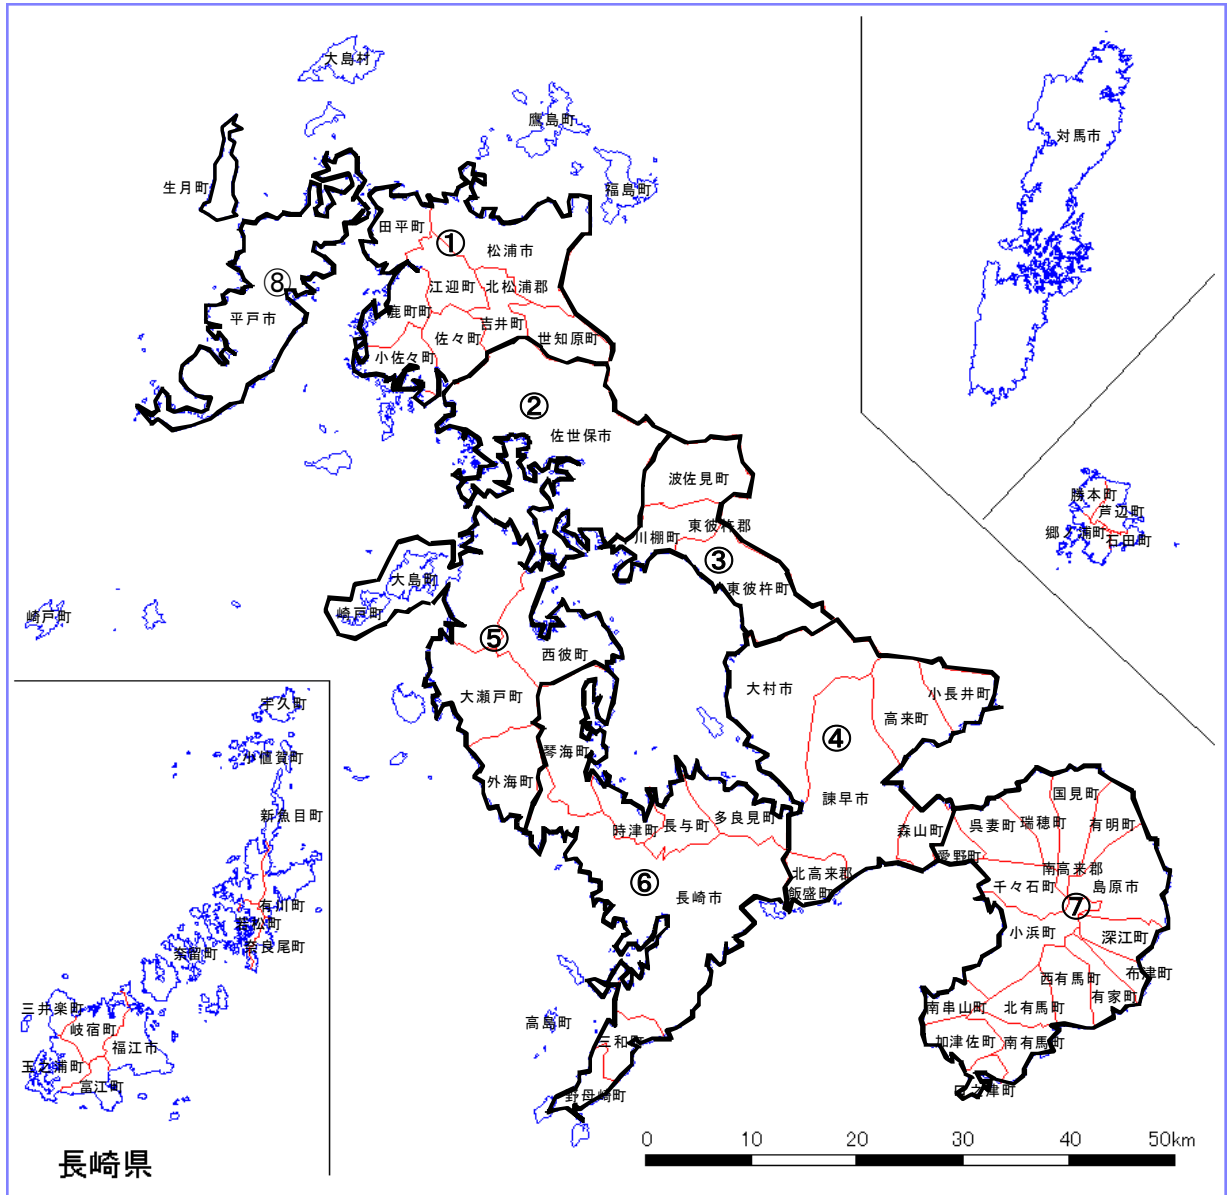 大島村
鷹島町
生月町
福島町
対馬市
田平町
①
松浦市
⑧
江迎町
北松浦郡
鹿町町
平戸市
吉井町
佐々町
世知原町
小佐々町
②
佐世保市
波佐見町
勝本町
芦辺町
郷ノ浦町
石田町
東彼杵郡
川棚町
③
大島町
東彼杵町
崎戸町
崎戸町
⑤
西彼町
大村市
大瀬戸町
小長井町
宇久町
高来町
④
琴海町
小値賀町
外海町
諫早市
国見町
新魚目町
時津町
長与町
多良見町
森山町
呉妻町
瑞穂町
有明町
愛野町
南高来郡
北高来郡
⑥
長崎市
飯盛町
千々石町
島原市
⑦
有川町
若松町
奈良尾町
奈留町
小浜町
深江町
布津町
西有馬町
有家町
三井楽町
岐宿町
福江市
南串山町
北有馬町
高島町
三和町
加津佐町
南有馬町
玉之浦町
富江町
野母崎町
口之津町
長崎県
0 10 20 30 40 50km